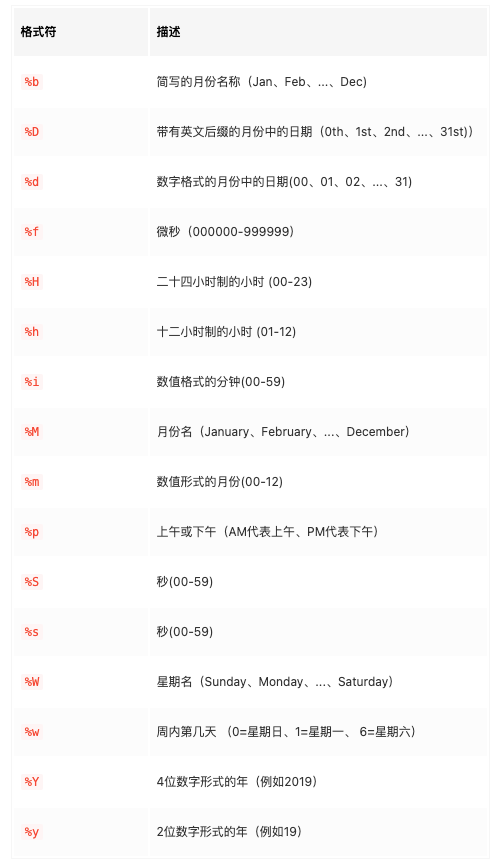 格式符 描述
%b 简写的月份名称（Jan、Feb、...、Dec)
%D 带有英文后缀的月份中的日期（0th、1st、2nd、...、31st)）
%d 数字格式的月份中的日期(00、01、02、...、31)
%f 微秒（000000-999999）
%H 二十四小时制的小时 (00-23)
%h 十二小时制的小时 (01-12)
%i 数值格式的分钟(00-59)
%M 月份名（January、February、...、December）
%m 数值形式的月份(00-12)
%p 上午或下午（AM代表上午、PM代表下午）
%S 秒(00-59)
%s 秒(00-59)
%W 星期名（Sunday、Monday、...、Saturday）
%w 周内第几天 （0=星期日、1=星期一、 6=星期六）
%Y 4位数字形式的年（例如2019）
%y 2位数字形式的年（例如19）